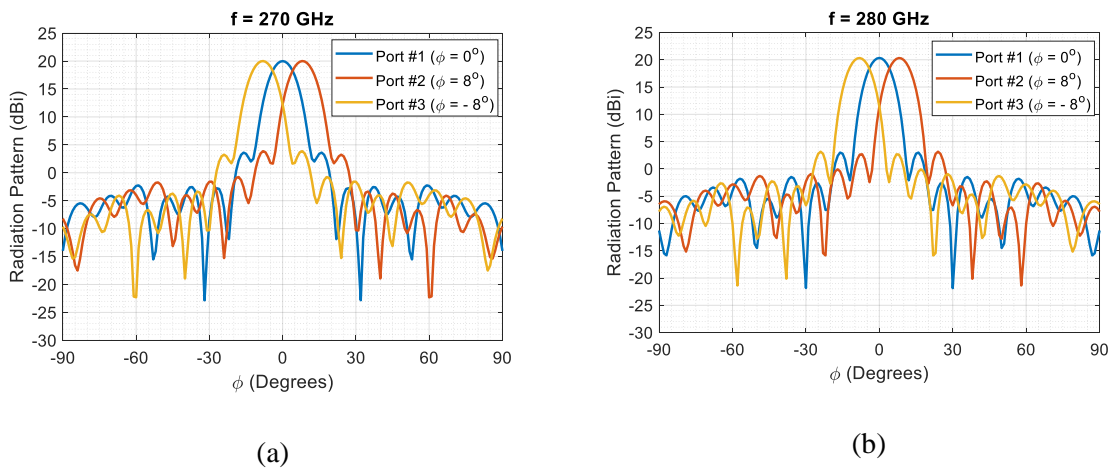 f = 270 GHz
Radiation Pattern (dBi)
25
20
15
10
5
0
-5
-10
-15
-20
-25
-30
Port #1 (ϕ = 0°)
Port #2 (ϕ = 8°)
Port #3 (ϕ = - 8°)
-90 -60 -30 0 30 60 90
ϕ (Degrees)
(a)
f = 280 GHz
Radiation Pattern (dBi)
25
20
15
10
5
0
-5
-10
-15
-20
-25
-30
Port #1 (ϕ = 0°)
Port #2 (ϕ = 8°)
Port #3 (ϕ = - 8°)
-90 -60 -30 0 30 60 90
ϕ (Degrees)
(b)